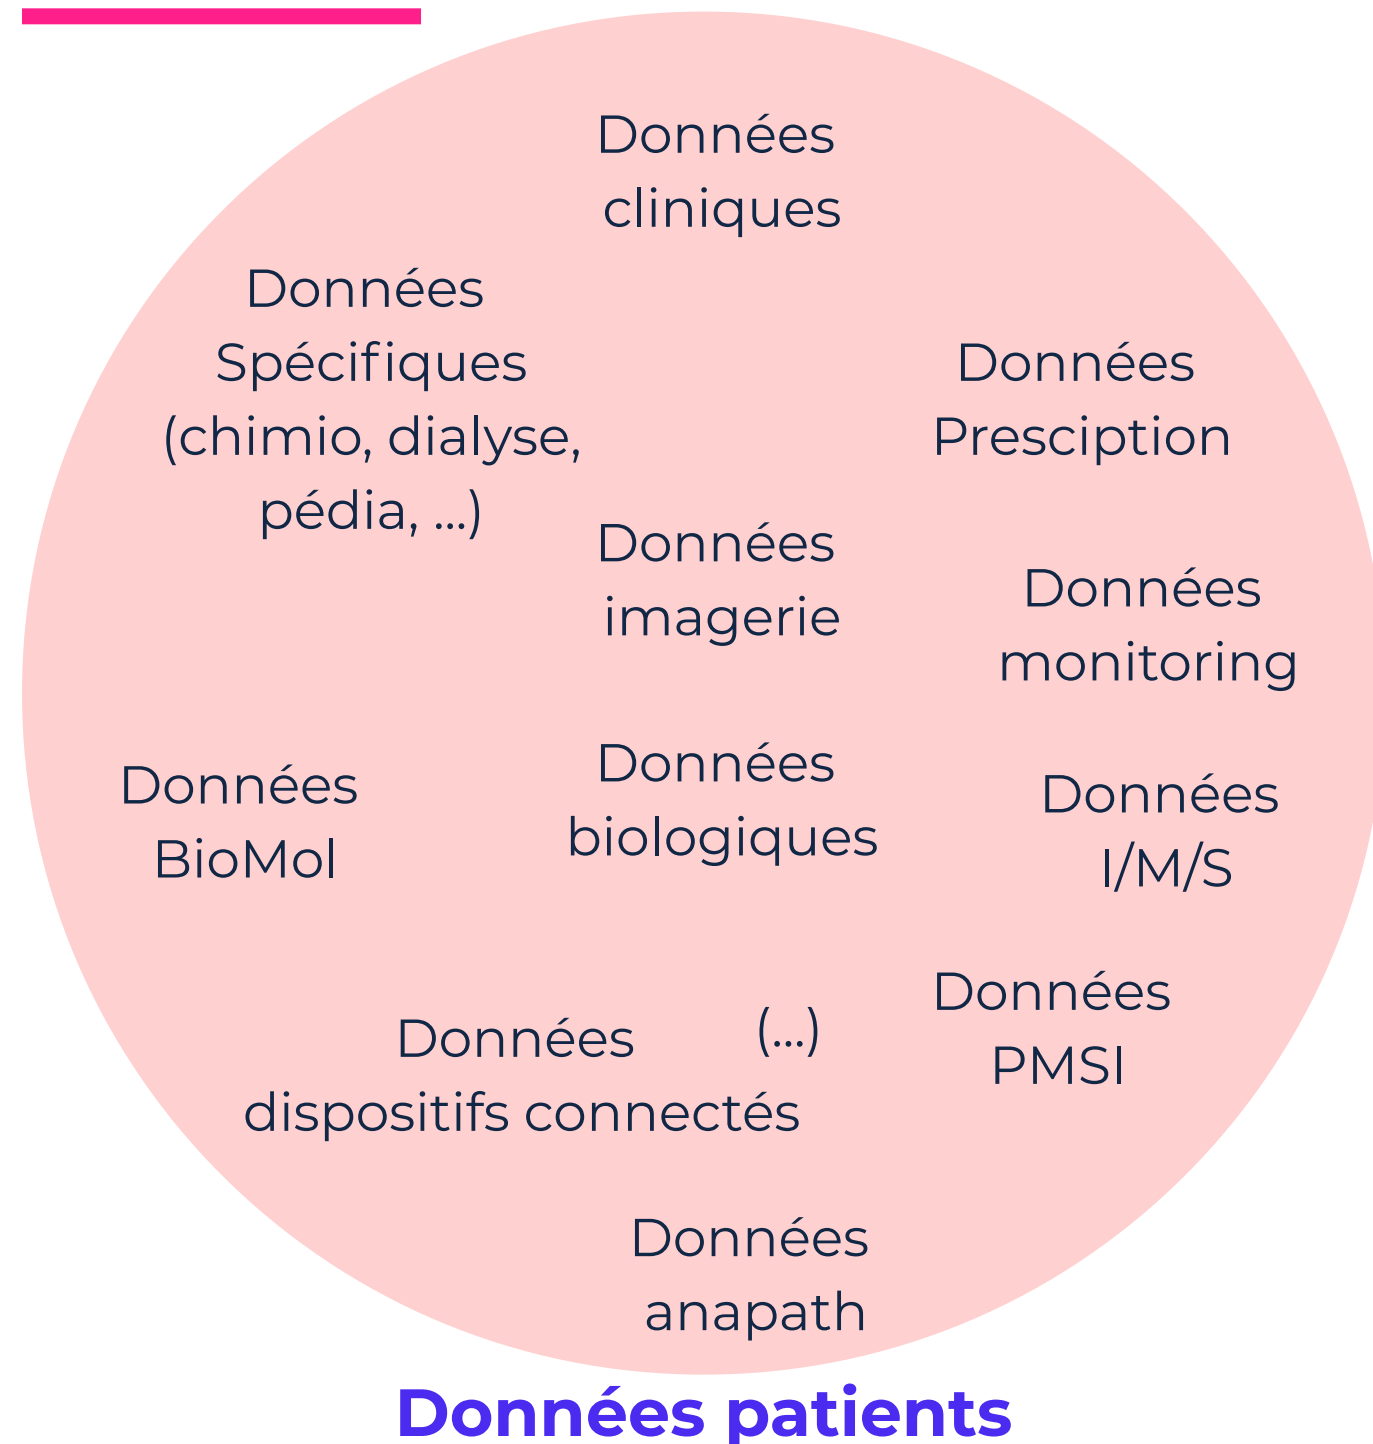 Données
cliniques
Données
Spécifiques
(chimio, dialyse,
pédia, ...)
Données
Presciption
Données
imagerie
Données
monitoring
Données
BioMol
Données
biologiques
Données
I/M/S
Données
dispositifs connectés
(...)
Données
PMSI
Données
anapath
Données patients